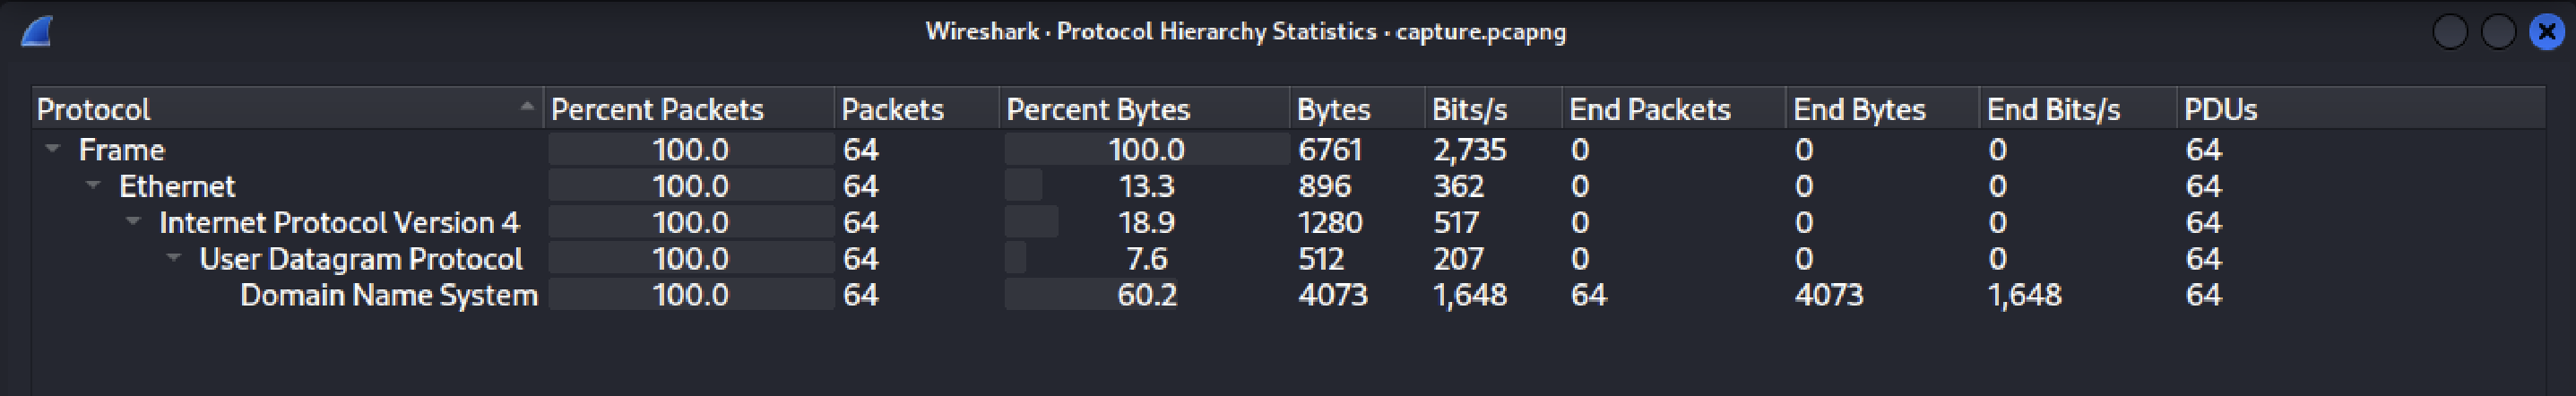 Wireshark · Protocol Hierarchy Statistics · capture.pcapng
Protocol Percent Packets Packets Percent Bytes Bytes Bits/s End Packets End Bytes End Bits/s PDUs
Frame 100.0 64 100.0 6761 2,735 0 0 0 64
Ethernet 100.0 64 13.3 896 362 0 0 0 64
Internet Protocol Version 4 100.0 64 18.9 1280 517 0 0 0 64
User Datagram Protocol 100.0 64 7.6 512 207 0 0 0 64
Domain Name System 100.0 64 60.2 4073 1,648 64 4073 1,648 64